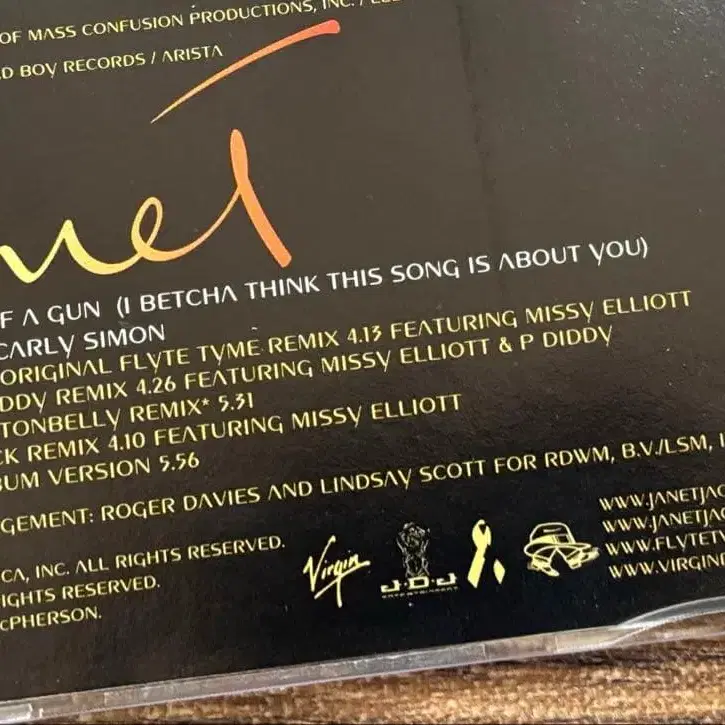 OF MASS CONFUSION PRODUCTIONS, INC. /
D BOY RECORDS / ARISTA
net
F A GUN (I BETCHA THINK THIS SONG IS ABOUT YOU)
CARLY SIMON
ORIGINAL FLYTE TYME REMIX 4.13 FEATURING MISSY ELLIOTT
DDY REMIX 4.26 FEATURING MISSY ELLIOTT & P DIDDY
TONBELLY REMIX* 5.31
CK REMIX 4.10 FEATURING MISSY ELLIOTT
BUM VERSION 5.56
GEMENT: ROGER DAVIES AND LINDSAY SCOTT FOR RDWM, B.V./LSM, I
CA, INC. ALL RIGHTS RESERVED.
IGHTS RESERVED.
CPHERSON.
Virgin
J·D·J
ENTERTAINMENT
WWW.JANETJAC
WWW.JANETJAC
WWW.FLYTETY
WWW.VIRGIN